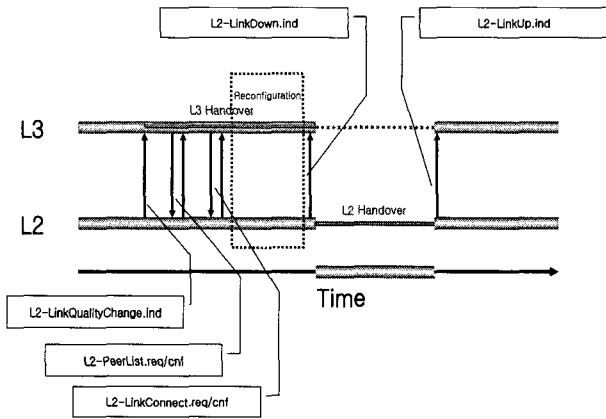 L2-LinkDown.ind
L2-LinkUp.ind
Reconfiguration
L3 Handover
L3
L2 Handover
L2
Time
L2-LinkQualityChange.ind
L2-PeerList.req/cnf
L2-LinkConnect.req/cnf